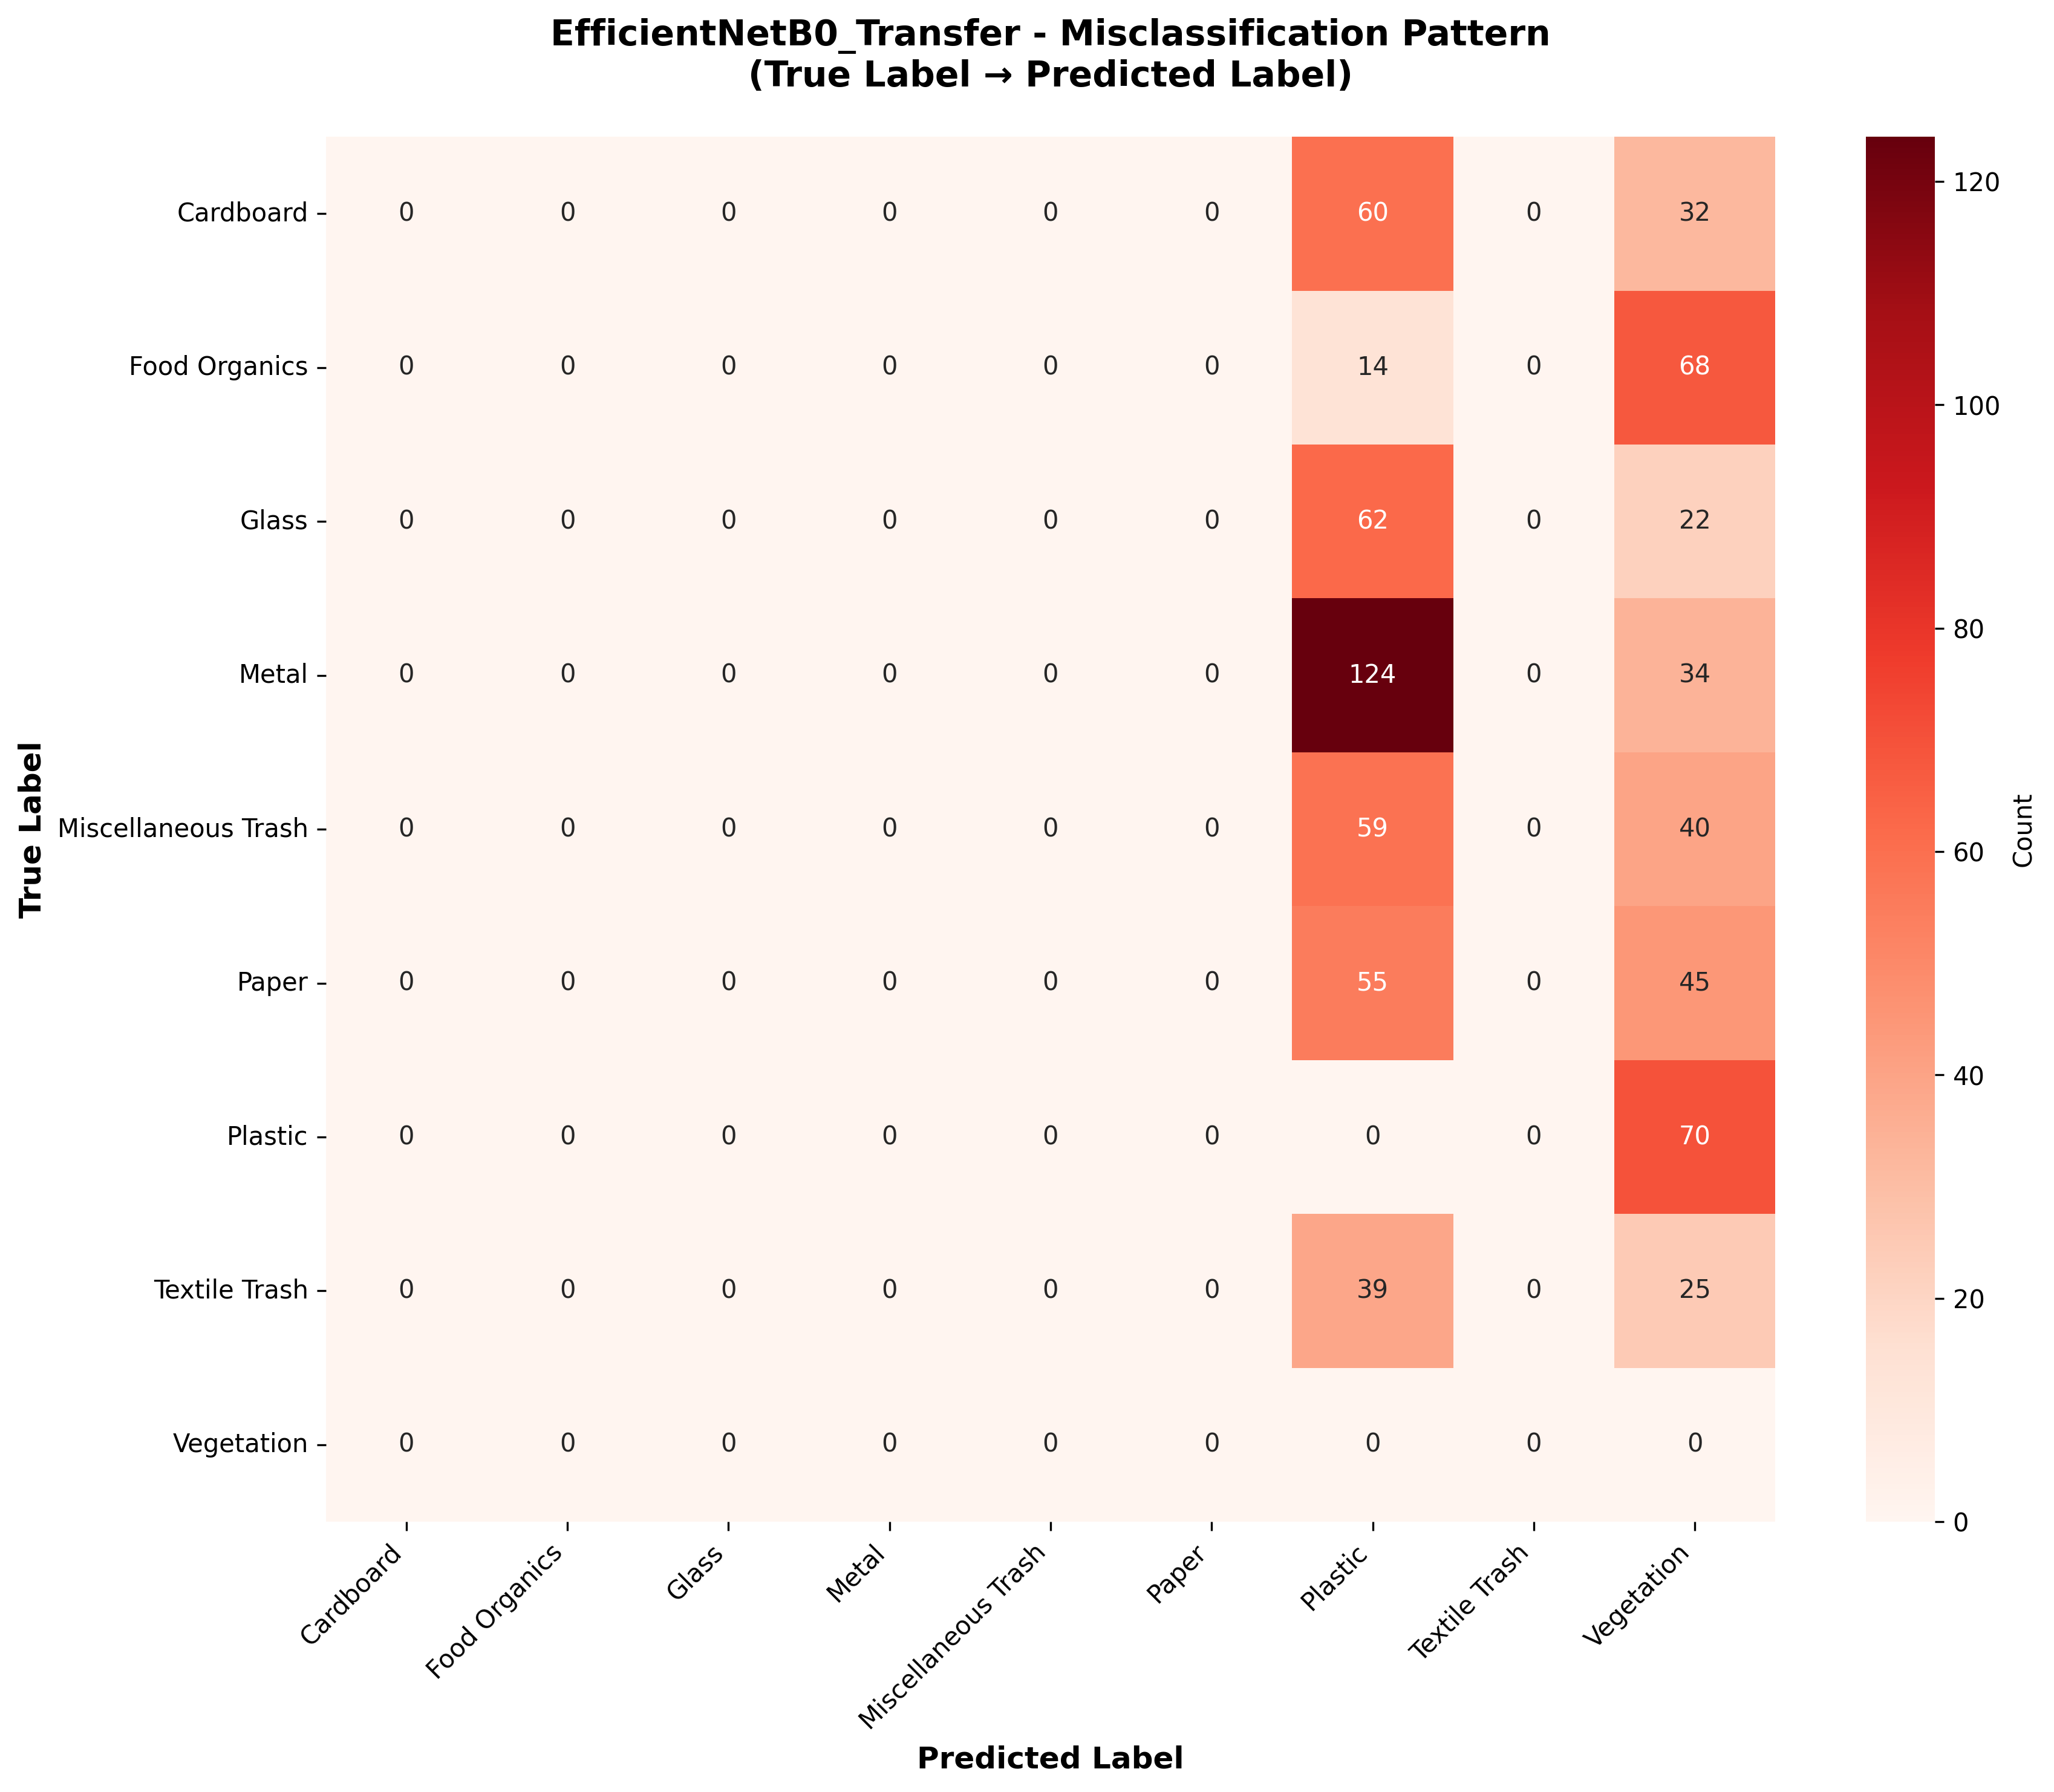 EfficientNetB0_Transfer - Misclassification Pattern
(True Label → Predicted Label)
True Label
Cardboard 0 0 0 0 0 0 60 0 32
Food Organics 0 0 0 0 0 0 14 0 68
Glass 0 0 0 0 0 0 62 0 22
Metal 0 0 0 0 0 0 124 0 34
Miscellaneous Trash 0 0 0 0 0 0 59 0 40
Paper 0 0 0 0 0 0 55 0 45
Plastic 0 0 0 0 0 0 0 0 70
Textile Trash 0 0 0 0 0 0 39 0 25
Vegetation 0 0 0 0 0 0 0 0 0
Cardboard
Food Organics
Glass
Metal
Miscellaneous Trash
Paper
Plastic
Textile Trash
Vegetation
Predicted Label
120
100
80
60
40
20
0
Count